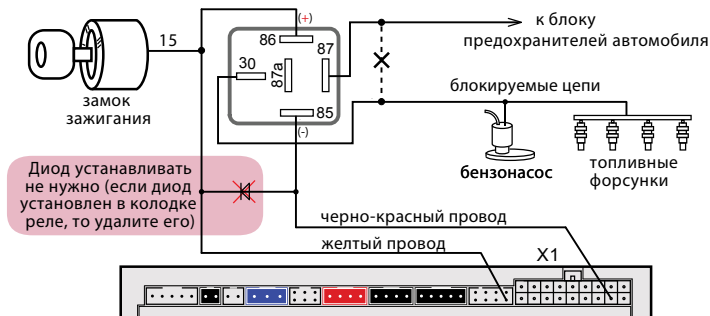 (+)
15
86
87
30
87a
85
(-)
замок
зажигания
к блоку
предохранителей автомобиля
блокируемые цепи
бензонасос
топливные
форсунки
Диод устанавливать
не нужно (если диод
установлен в колодке
реле, то удалите его)
черно-красный провод
желтый провод
X1